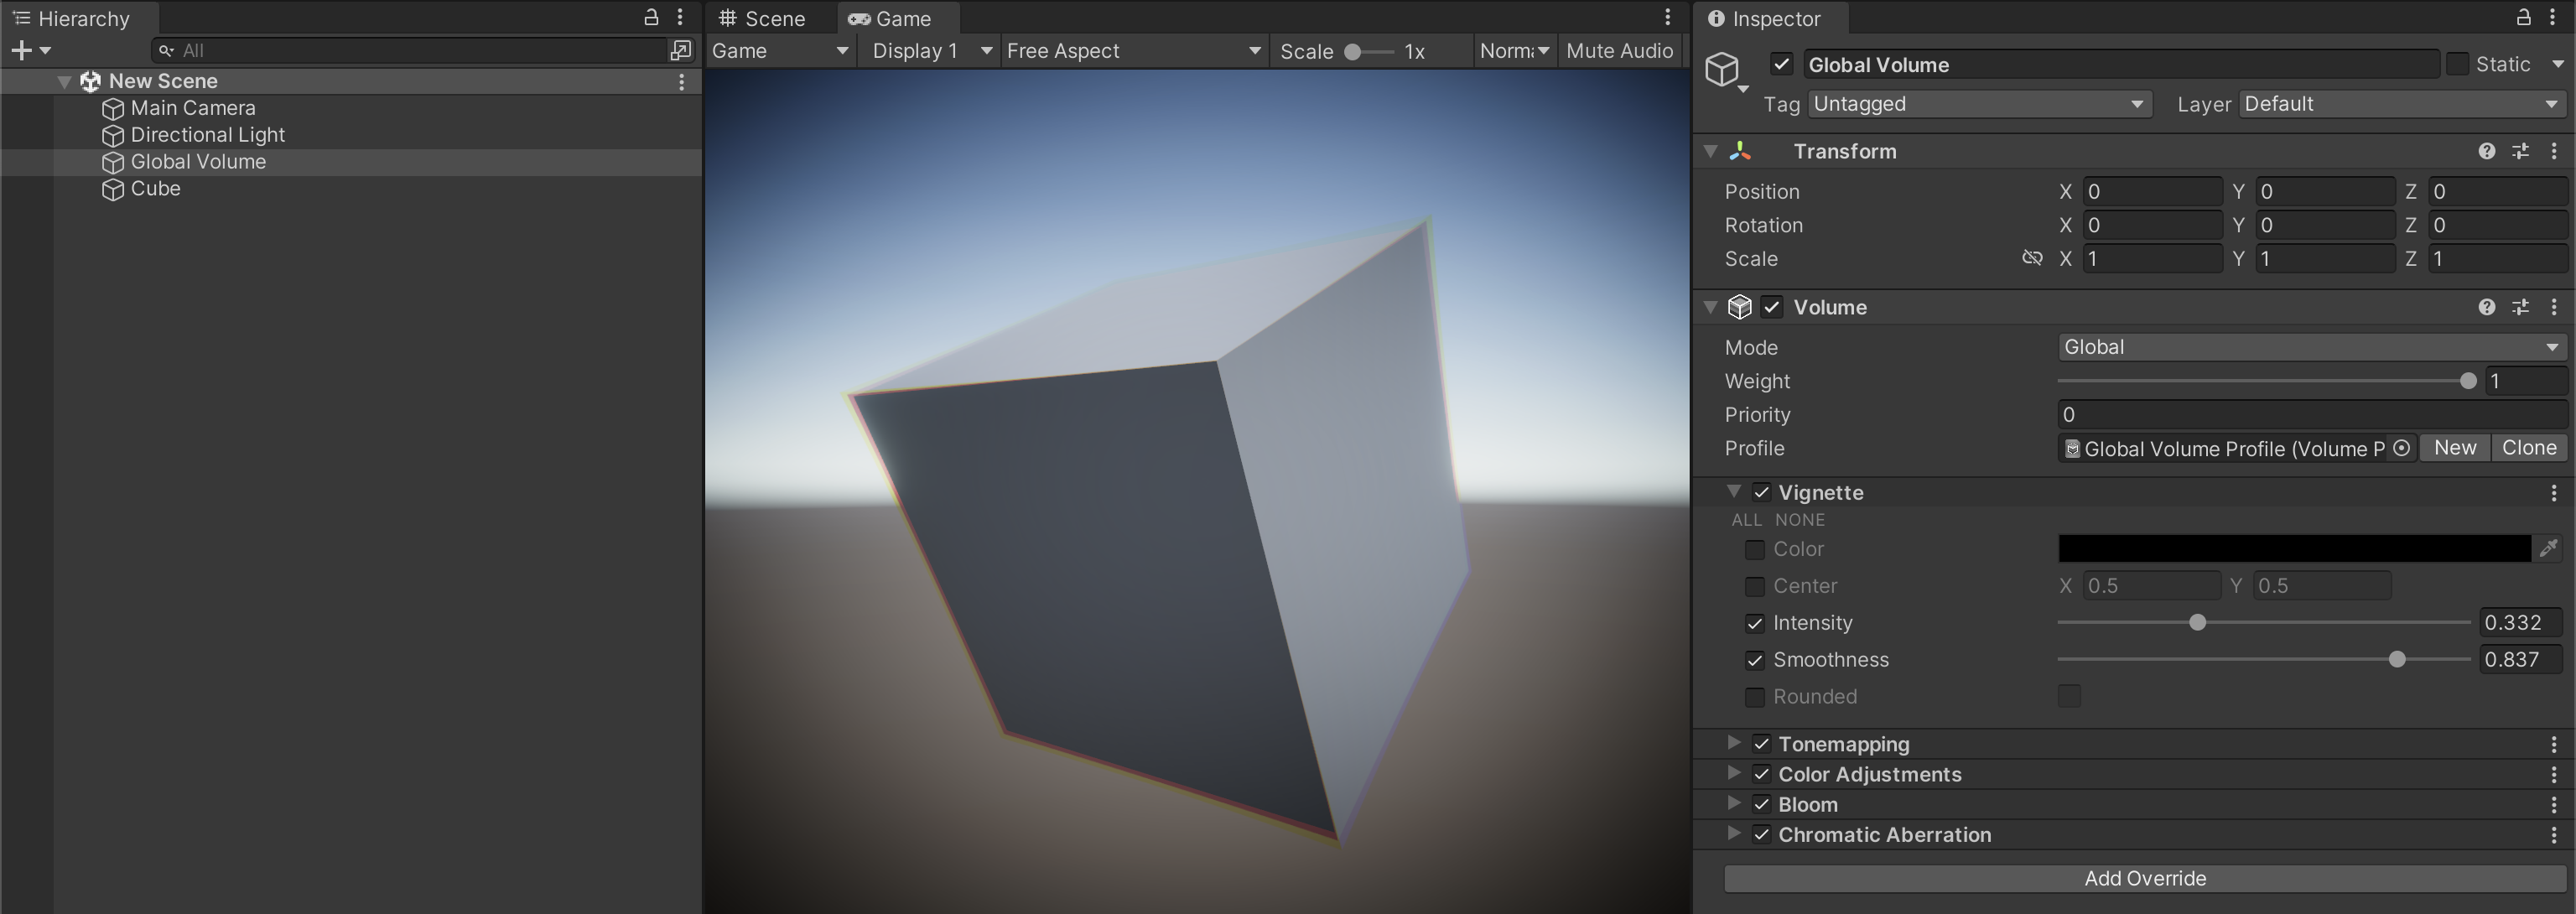 Hierarchy
All
New Scene
Main Camera
Directional Light
Global Volume
Cube
Scene Game
Game Display 1 Free Aspect Scale 1x Norm Mute Audio
Inspector
Global Volume Static
Tag Untagged Layer Default
Transform
Position X 0 Y 0 Z 0
Rotation X 0 Y 0 Z 0
Scale X 1 Y 1 Z 1
Volume
Mode Global
Weight 1
Priority 0
Profile Global Volume Profile (Volume P New Clone
Vignette
ALL NONE
Color
Center X 0.5 Y 0.5
Intensity 0.332
Smoothness 0.837
Rounded
Tonemapping
Color Adjustments
Bloom
Chromatic Aberration
Add Override